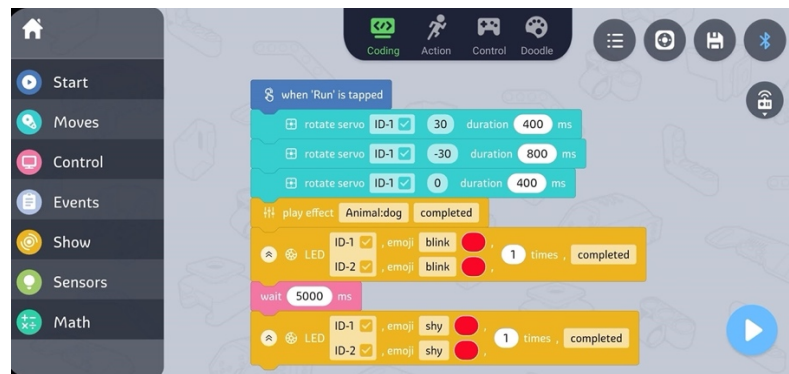 Coding Action Control Doodle
Start
Moves
Control
Events
Show
Sensors
Math
when 'Run' is tapped
rotate servo ID-1 30 duration 400 ms
rotate servo ID-1 -30 duration 800 ms
rotate servo ID-1 0 duration 400 ms
play effect Animal:dog completed
LED ID-1 , emoji blink , 1 times , completed
ID-2 , emoji blink ,
wait 5000 ms
LED ID-1 , emoji shy , 1 times , completed
ID-2 , emoji shy ,